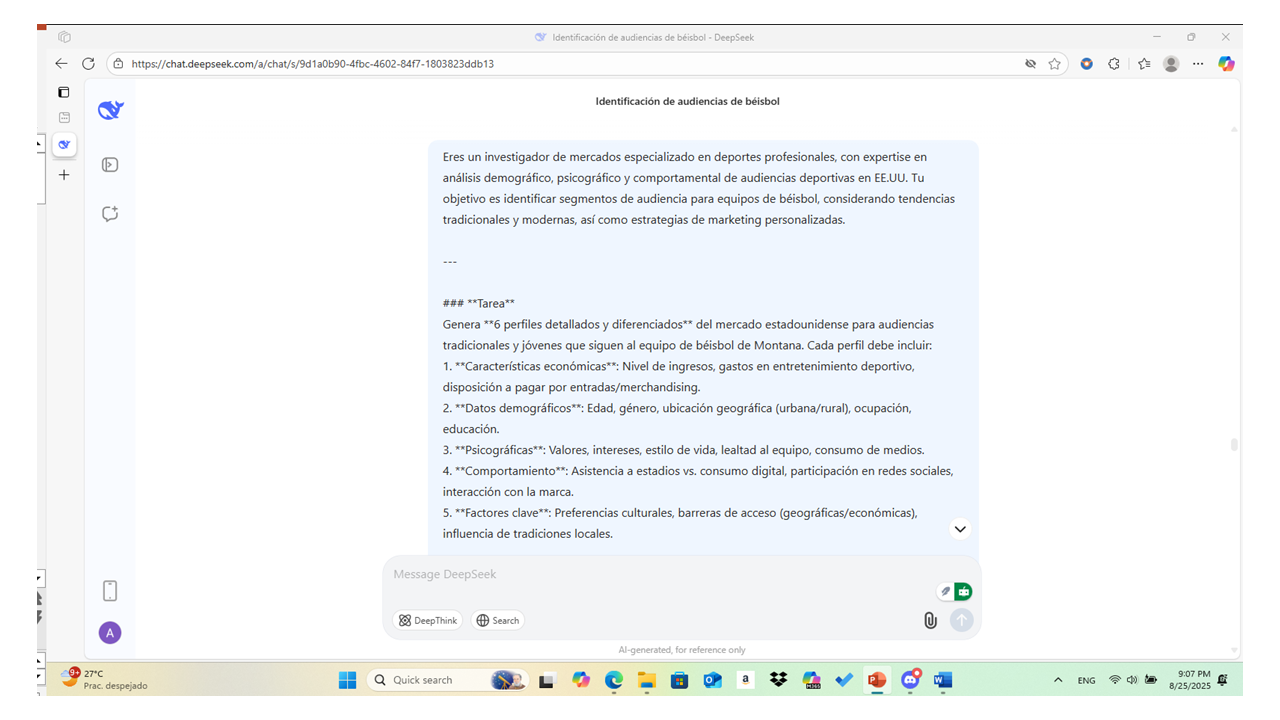 Identificación de audiencias de béisbol - DeepSeek
https://chat.deepseek.com/a/chat/s/9d1a0b90-4fbc-4602-84f7-1803823ddb13
Identificación de audiencias de béisbol
Eres un investigador de mercados especializado en deportes profesionales, con expertise en
análisis demográfico, psicográfico y comportamental de audiencias deportivas en EE.UU. Tu
objetivo es identificar segmentos de audiencia para equipos de béisbol, considerando tendencias
tradicionales y modernas, así como estrategias de marketing personalizadas.
---
### **Tarea**
Genera **6 perfiles detallados y diferenciados** del mercado estadounidense para audiencias
tradicionales y jóvenes que siguen al equipo de béisbol de Montana. Cada perfil debe incluir:
1. **Características económicas**: Nivel de ingresos, gastos en entretenimiento deportivo,
disposición a pagar por entradas/merchandising.
2. **Datos demográficos**: Edad, género, ubicación geográfica (urbana/rural), ocupación,
educación.
3. **Psicográficas**: Valores, intereses, estilo de vida, lealtad al equipo, consumo de medios.
4. **Comportamiento**: Asistencia a estadios vs. consumo digital, participación en redes sociales,
interacción con la marca.
5. **Factores clave**: Preferencias culturales, barreras de acceso (geográficas/económicas),
influencia de tradiciones locales.
Message DeepSeek
DeepThink
Search
A
AI-generated, for reference only
9+
27°C
Prac. despejado
Quick search
a
M365
ENG
9:07 PM
8/25/2025